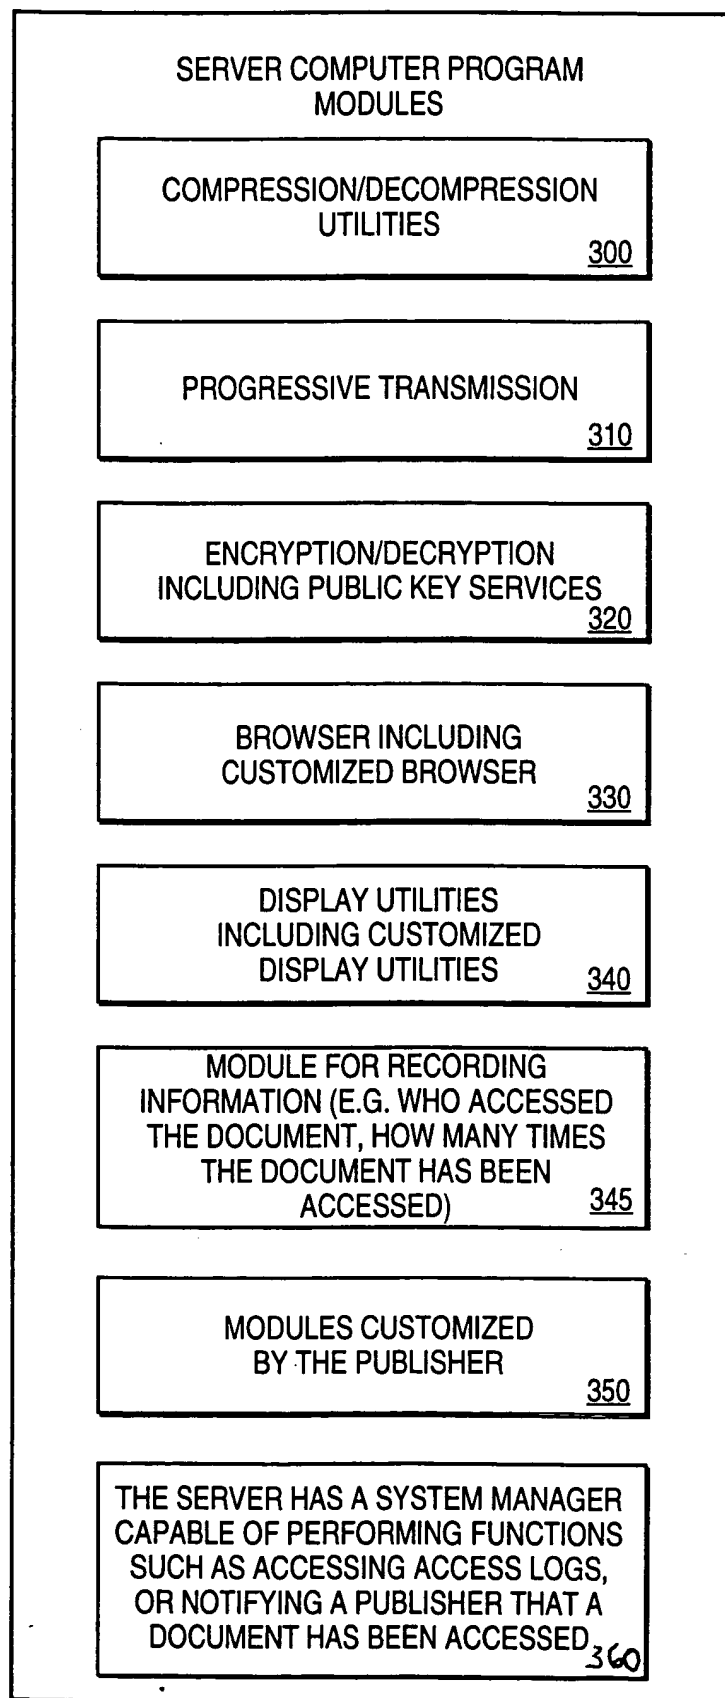 SERVER COMPUTER PROGRAM
MODULES
COMPRESSION/DECOMPRESSION
UTILITIES
300
PROGRESSIVE TRANSMISSION
310
ENCRYPTION/DECRYPTION
INCLUDING PUBLIC KEY SERVICES
320
BROWSER INCLUDING
CUSTOMIZED BROWSER
330
DISPLAY UTILITIES
INCLUDING CUSTOMIZED
DISPLAY UTILITIES
340
MODULE FOR RECORDING
INFORMATION (E.G. WHO ACCESSED
THE DOCUMENT, HOW MANY TIMES
THE DOCUMENT HAS BEEN
ACCESSED)
345
MODULES CUSTOMIZED
BY THE PUBLISHER
350
THE SERVER HAS A SYSTEM MANAGER
CAPABLE OF PERFORMING FUNCTIONS
SUCH AS ACCESSING ACCESS LOGS,
OR NOTIFYING A PUBLISHER THAT A
DOCUMENT HAS BEEN ACCESSED
360